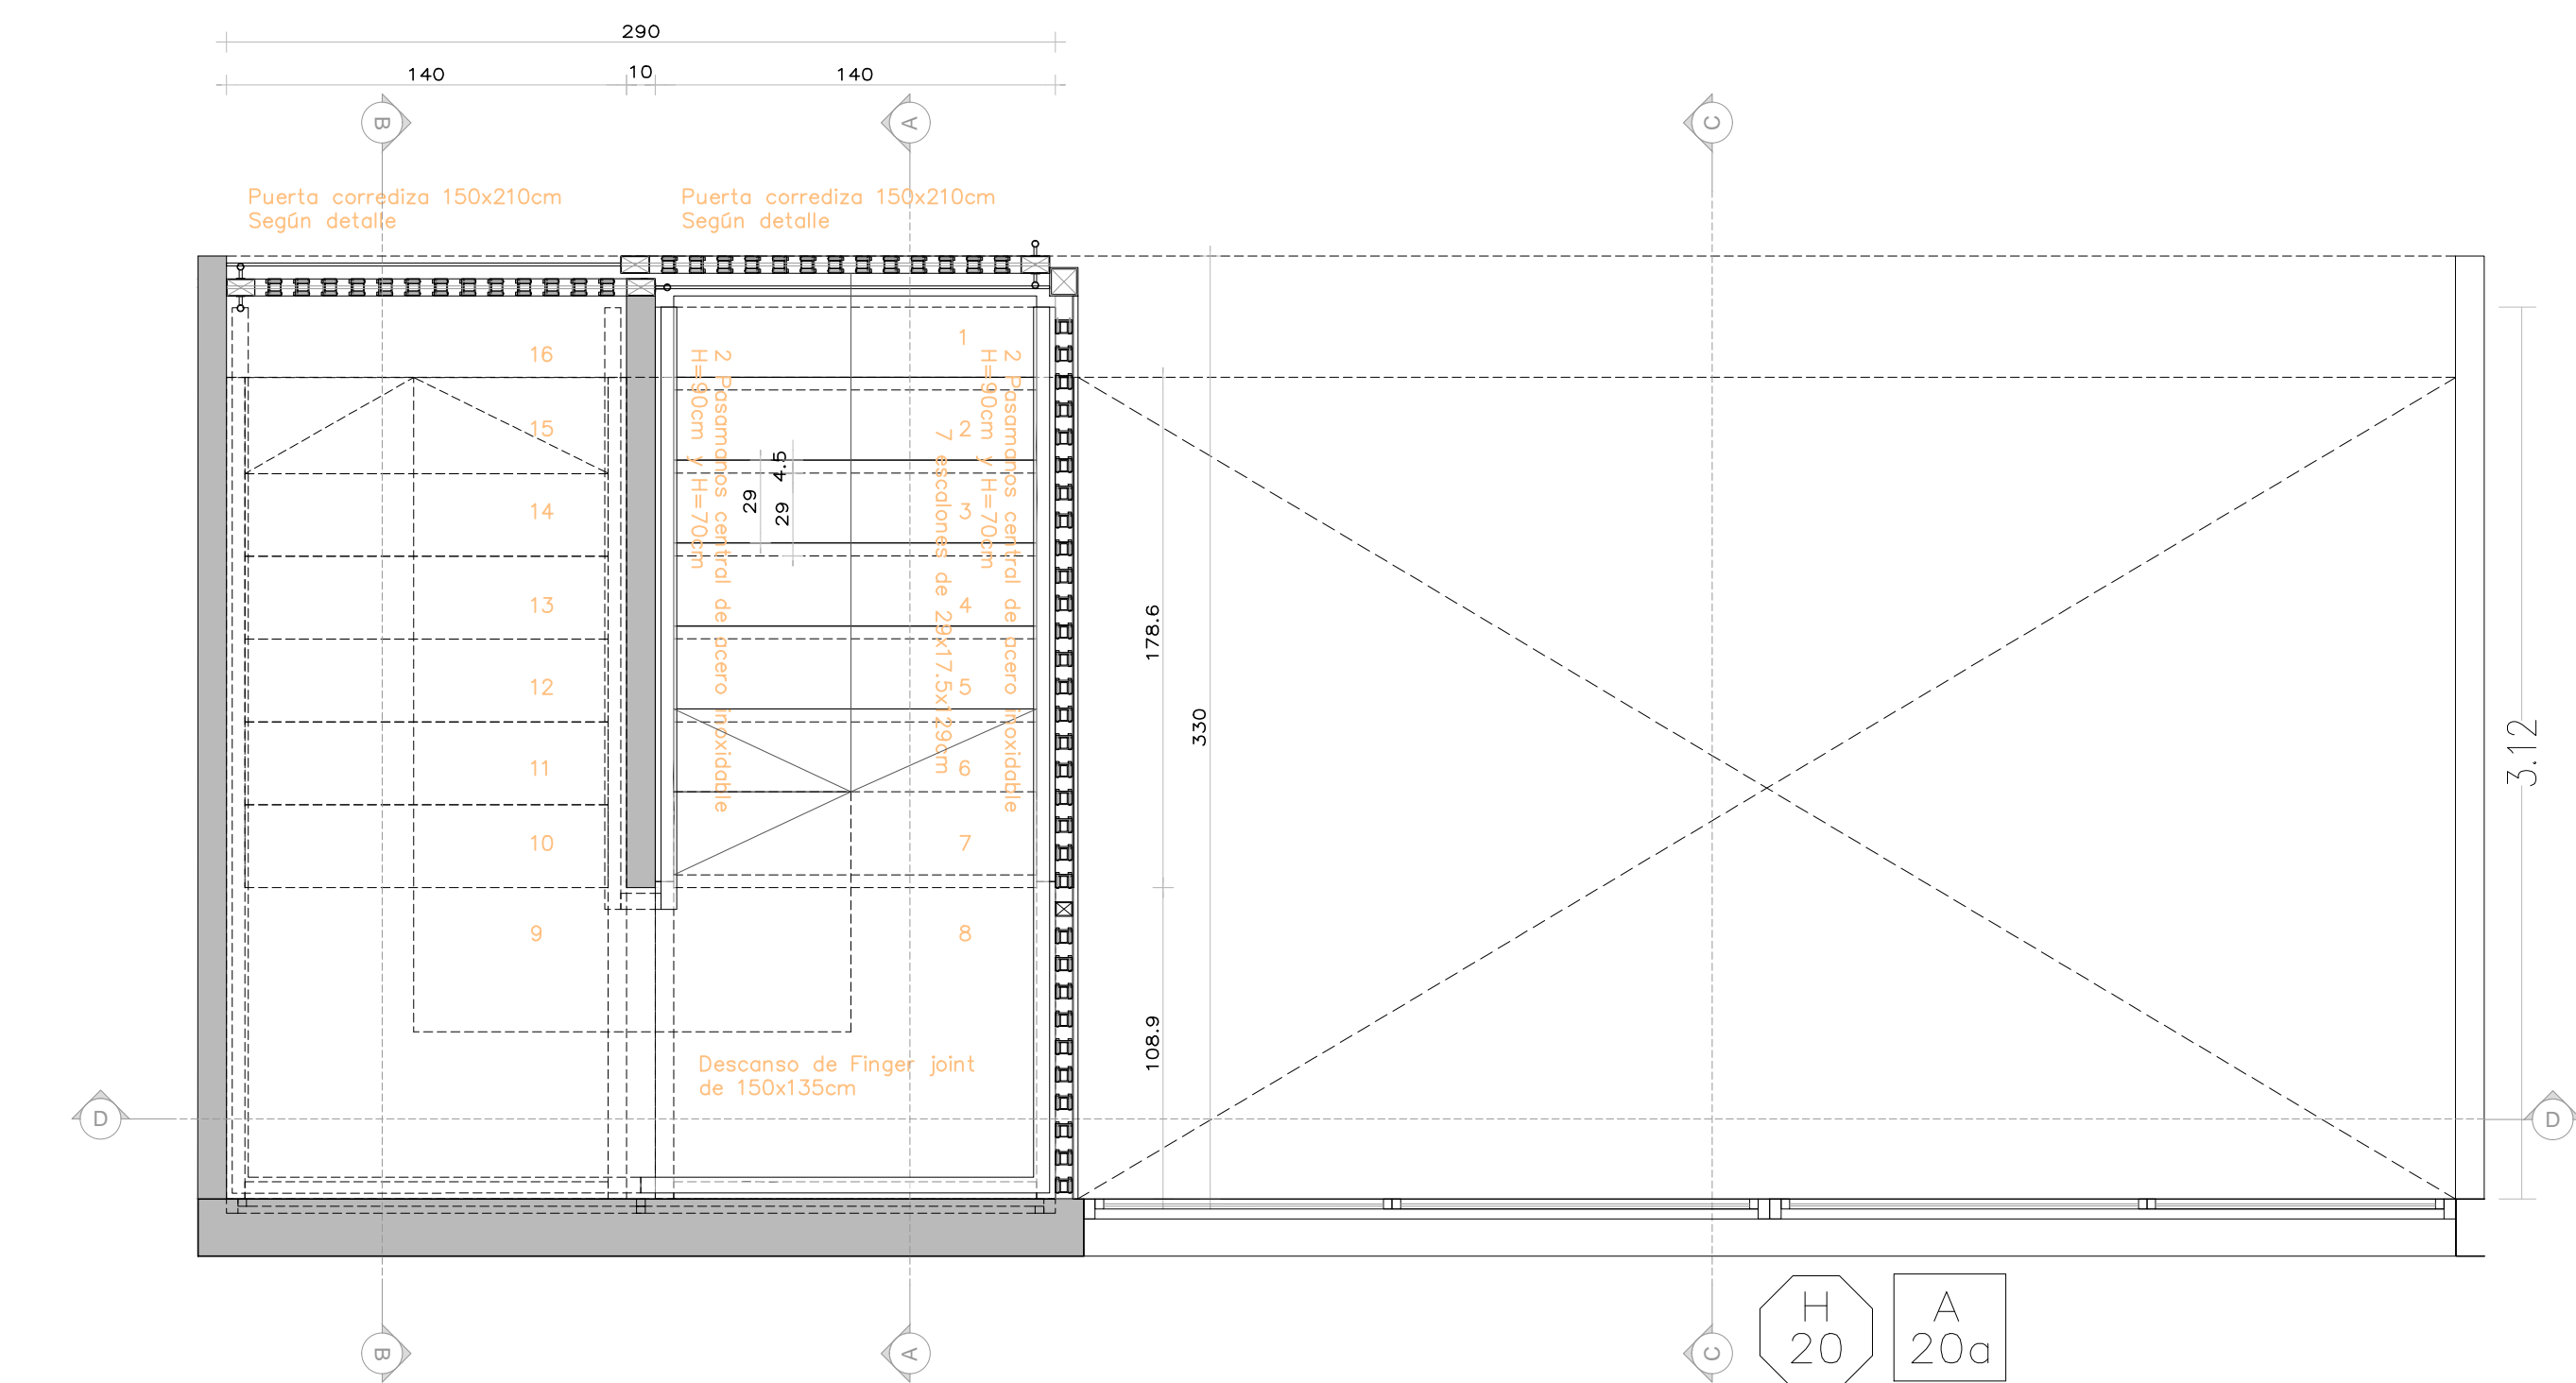 290
140
10
140
B
A
C
Puerta corrediza 150x210cm
Según detalle
Puerta corrediza 150x210cm
Según detalle
16
15
14
13
12
11
10
9
1
2
3
4
5
6
7
8
2 Pasamanos central de acero inoxidable
H=90cm y H=70cm
2 Pasamanos central de acero inoxidable
H=90cm y H=70cm
7 escalones de 29x17.5x129cm
29
4.5
29
178.6
330
108.9
3.12
Descanso de Finger joint
de 150x135cm
D
D
B
A
C
H
20
A
20a